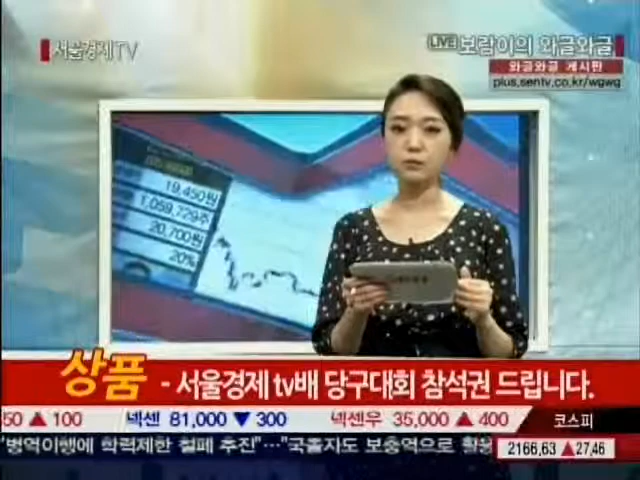 서울경제TV
LIVE 보람이의 와글와글
와글와글 게시판
plus.sentv.co.kr/wgwg
19,450원
1,059,729주
20,700원
20%
상품 - 서울경제 tv배 당구대회 참석권 드립니다.
50 ▲ 100 넥센 81,000 ▼ 300 넥센우 35,000 ▲ 400 코스피
"병역이행에 학력제한 철폐 추진"…"국졸자도 보충역으로 활용 2166,63 ▲27,46